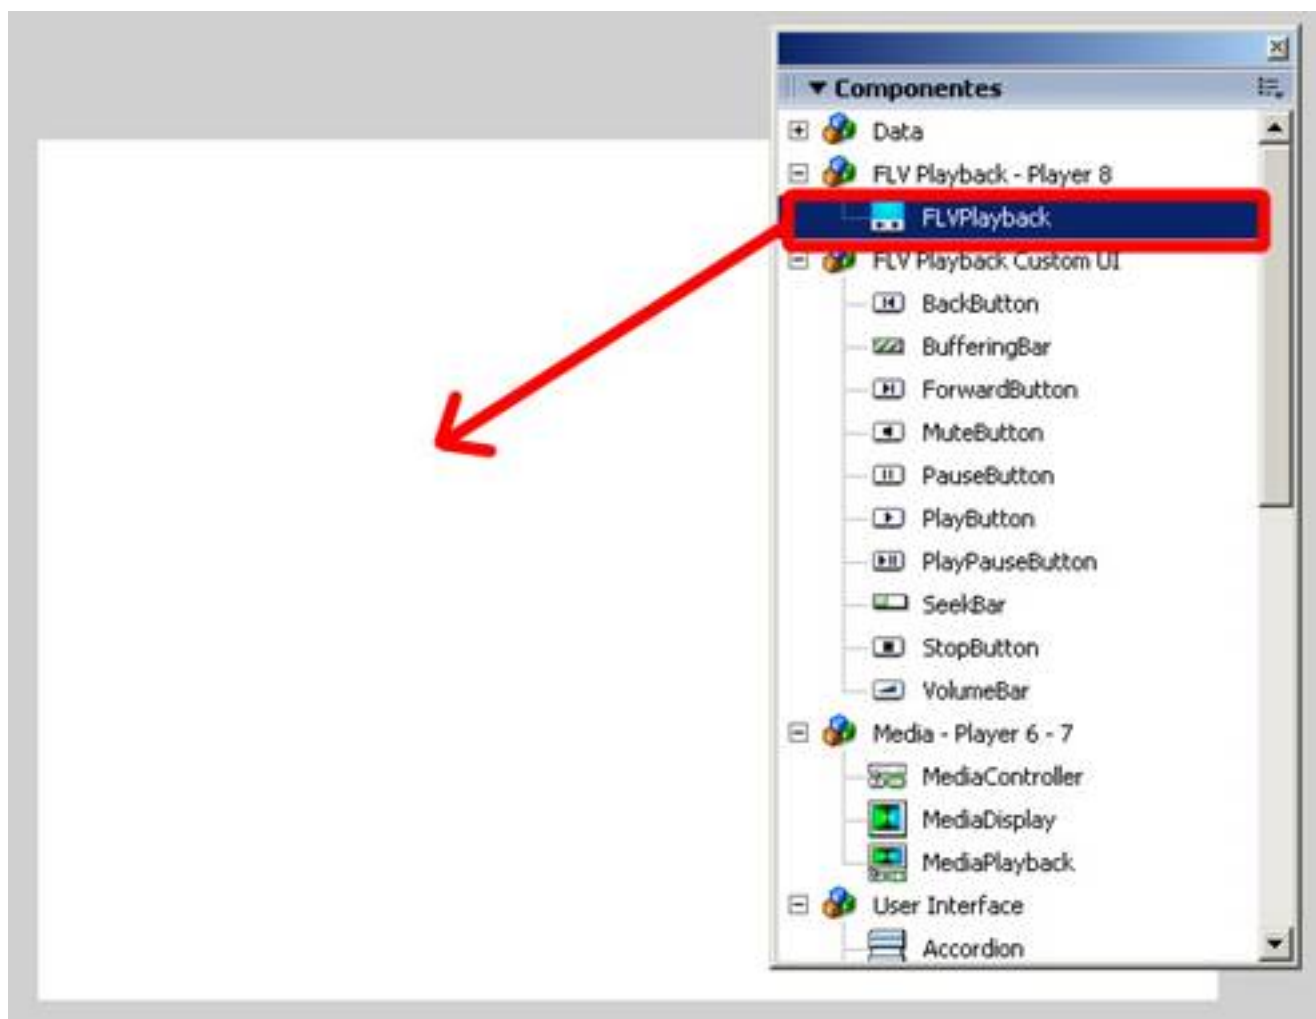 Componentes
Data
FLV Playback - Player 8
FLVPlayback
FLV Playback Custom UI
BackButton
BufferingBar
ForwardButton
MuteButton
PauseButton
PlayButton
PlayPauseButton
SeekBar
StopButton
VolumeBar
Media - Player 6 - 7
MediaController
MediaDisplay
MediaPlayback
User Interface
Accordion